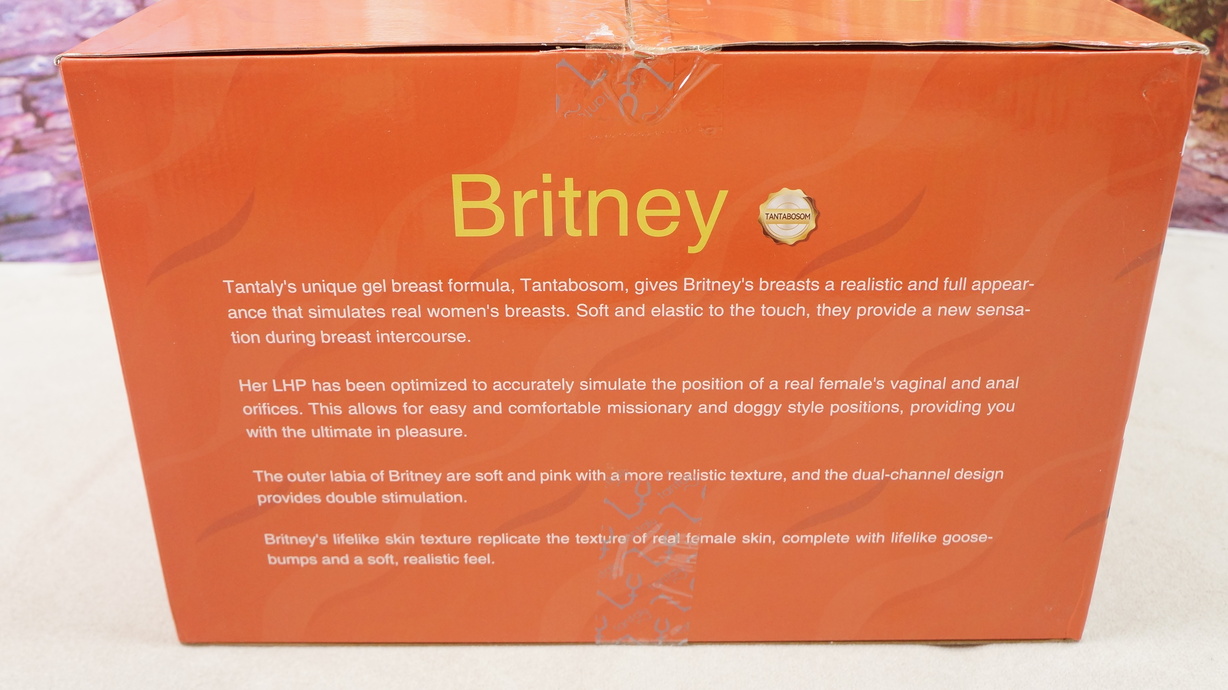 Britney
TANTABOSOM
Tantaly's unique gel breast formula, Tantabosom, gives Britney's breasts a realistic and full appear-
ance that simulates real women's breasts. Soft and elastic to the touch, they provide a new sensa-
tion during breast intercourse.
Her LHP has been optimized to accurately simulate the position of a real female's vaginal and anal
orifices. This allows for easy and comfortable missionary and doggy style positions, providing you
with the ultimate in pleasure.
The outer labia of Britney are soft and pink with a more realistic texture, and the dual-channel design
provides double stimulation.
Britney's lifelike skin texture replicate the texture of real female skin, complete with lifelike goose-
bumps and a soft, realistic feel.